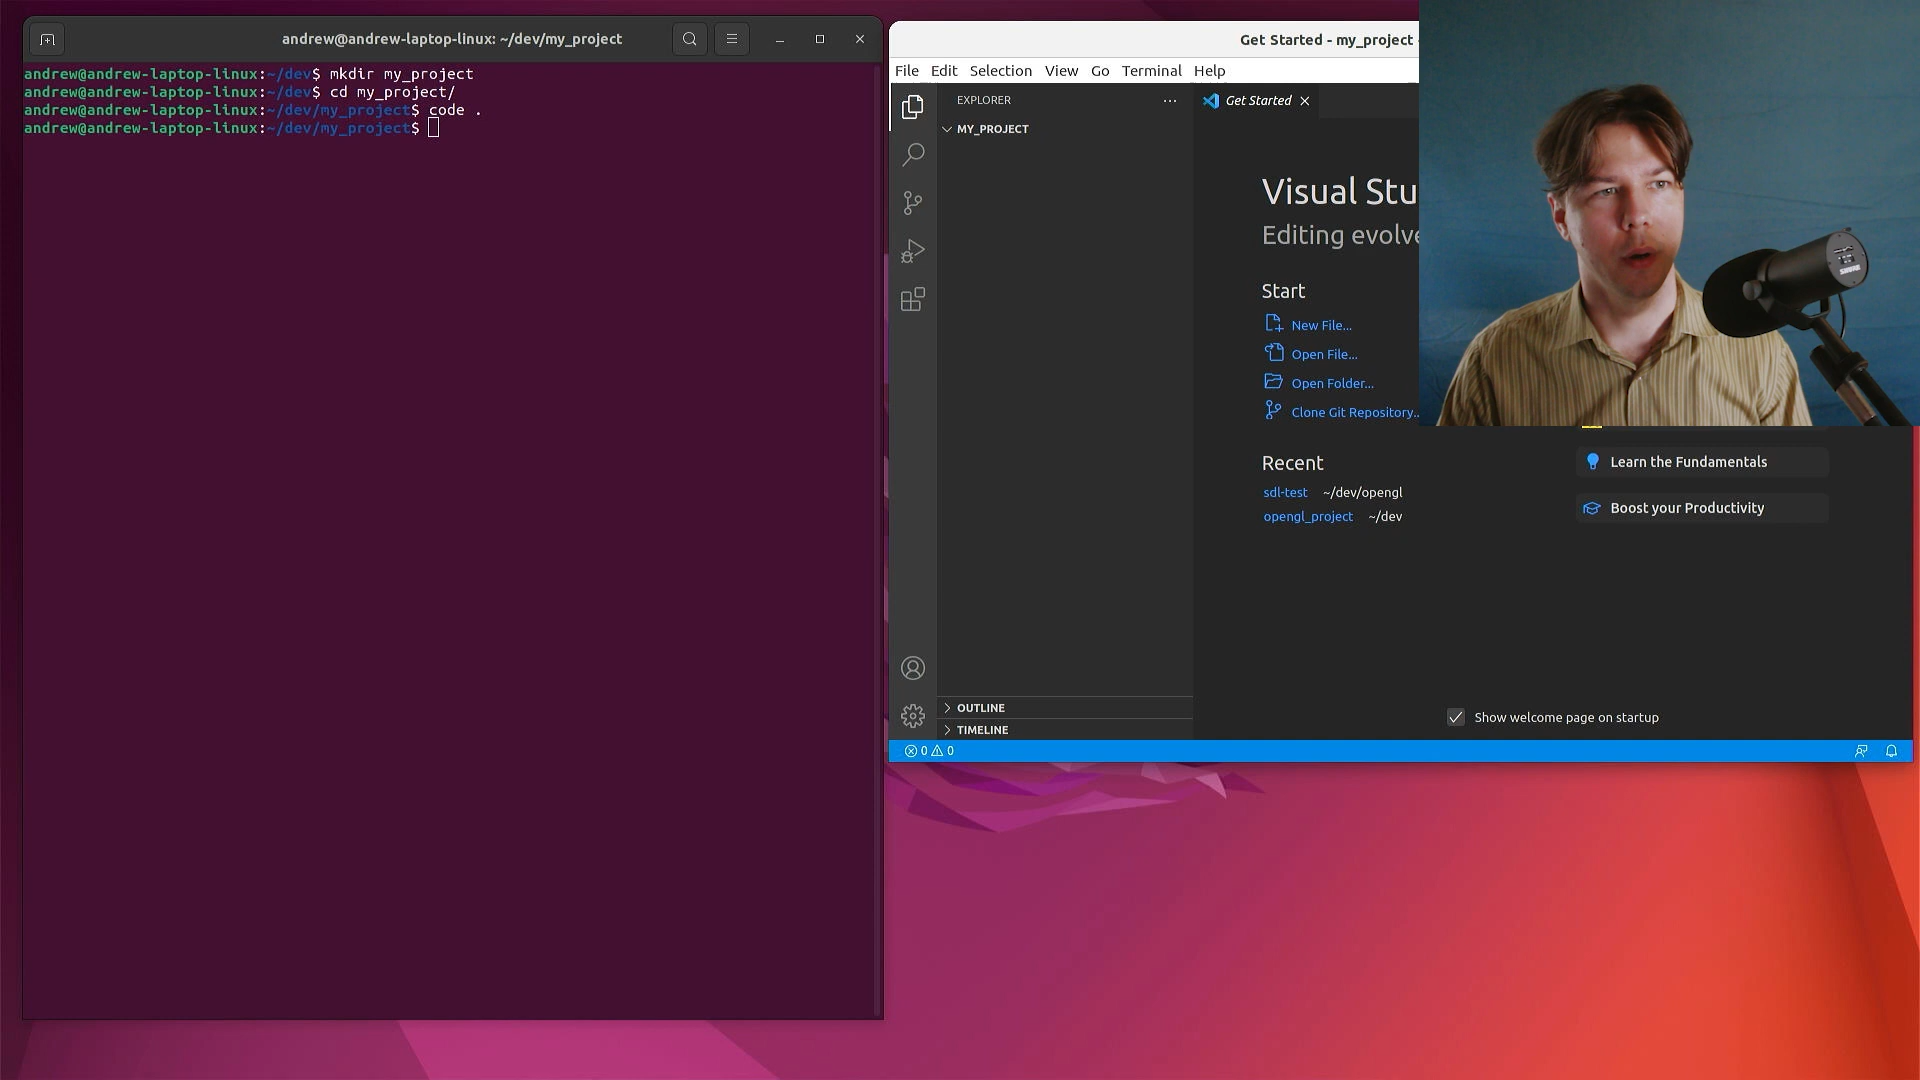 andrew@andrew-laptop-linux: ~/dev/my_project
andrew@andrew-laptop-linux:~/dev$ mkdir my_project
andrew@andrew-laptop-linux:~/dev$ cd my_project/
andrew@andrew-laptop-linux:~/dev/my_project$ code .
andrew@andrew-laptop-linux:~/dev/my_project$
Get Started - my_project
File Edit Selection View Go Terminal Help
EXPLORER
Get Started
MY_PROJECT
Visual Stu
Editing evolve
Start
New File...
Open File...
Open Folder...
Clone Git Repository..
Recent
sdl-test ~/dev/opengl
opengl_project ~/dev
Learn the Fundamentals
Boost your Productivity
OUTLINE
TIMELINE
Show welcome page on startup
0 0
SHURE